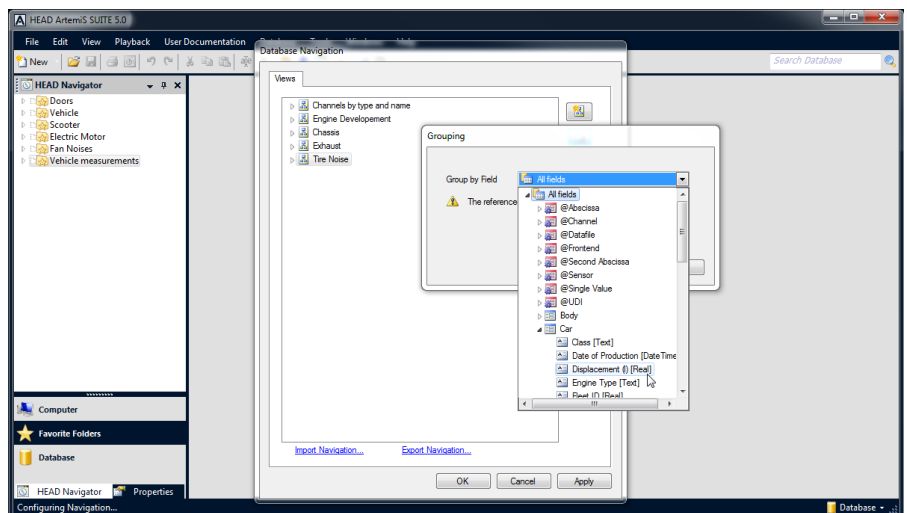 HEAD ArtemiS SUITE 5.0
File Edit View Playback User Documentation
New
Search Database
HEAD Navigator
Doors
Vehicle
Scooter
Electric Motor
Fan Noises
Vehicle measurements
Computer
Favorite Folders
Database
HEAD Navigator Properties
Configuring Navigation...
Database
Database Navigation
Views
Channels by type and name
Engine Developement
Chassis
Exhaust
Tire Noise
Import Navigation... Export Navigation...
OK Cancel Apply
Grouping
Group by Field All fields
The reference
All fields
@Abscissa
@Channel
@Datafile
@Frontend
@Second Abscissa
@Sensor
@Single Value
@UDI
Body
Car
Class [Text]
Date of Production [DateTime
Displacement (l) [Real]
Engine Type [Text]
Fleet ID [Real]